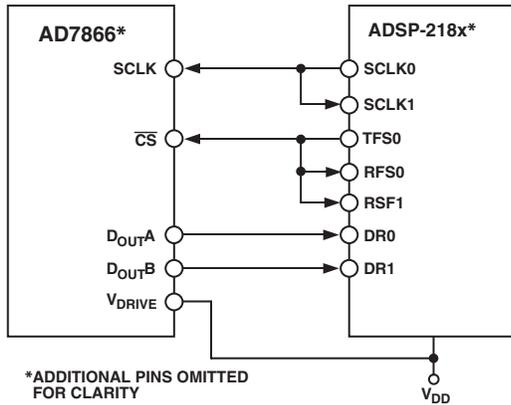 AD7866*
ADSP-218x*
SCLK
SCLK0
SCLK1
CS
TFS0
RFS0
RSF1
DOUTA
DR0
DOUTB
DR1
VDRIVE
*ADDITIONAL PINS OMITTED
FOR CLARITY
VDD